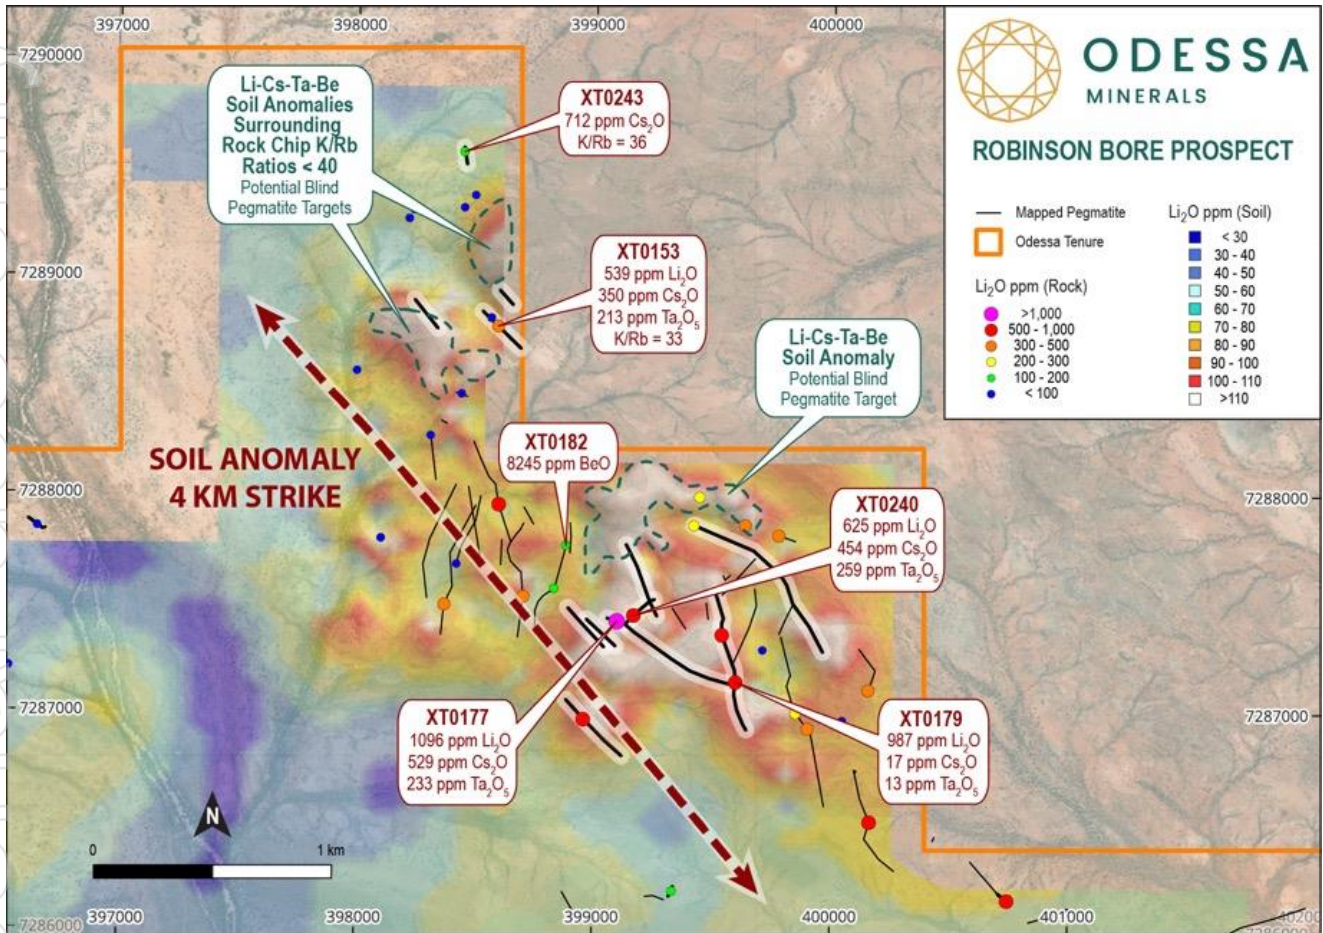 397000
398000
399000
400000
7290000
7289000
7288000
7287000
7286000
Li-Cs-Ta-Be
Soil Anomalies
Surrounding
Rock Chip K/Rb
Ratios < 40
Potential Blind
Pegmatite Targets
XT0243
712 ppm Cs₂O
K/Rb = 36
XT0153
539 ppm Li₂O
350 ppm Cs₂O
213 ppm Ta₂O₅
K/Rb = 33
Li-Cs-Ta-Be
Soil Anomaly
Potential Blind
Pegmatite Target
SOIL ANOMALY
4 KM STRIKE
XT0182
8245 ppm BeO
XT0240
625 ppm Li₂O
454 ppm Cs₂O
259 ppm Ta₂O₅
XT0177
1096 ppm Li₂O
529 ppm Cs₂O
233 ppm Ta₂O₅
XT0179
987 ppm Li₂O
17 ppm Cs₂O
13 ppm Ta₂O₅
ODESSA
MINERALS
ROBINSON BORE PROSPECT
Mapped Pegmatite
Odessa Tenure
Li₂O ppm (Rock)
>1,000
500 - 1,000
300 - 500
200 - 300
100 - 200
< 100
Li₂O ppm (Soil)
< 30
30 - 40
40 - 50
50 - 60
60 - 70
70 - 80
80 - 90
90 - 100
100 - 110
>110
7288000
7287000
N
0 1 km
397000
398000
399000
400000
401000
7286000